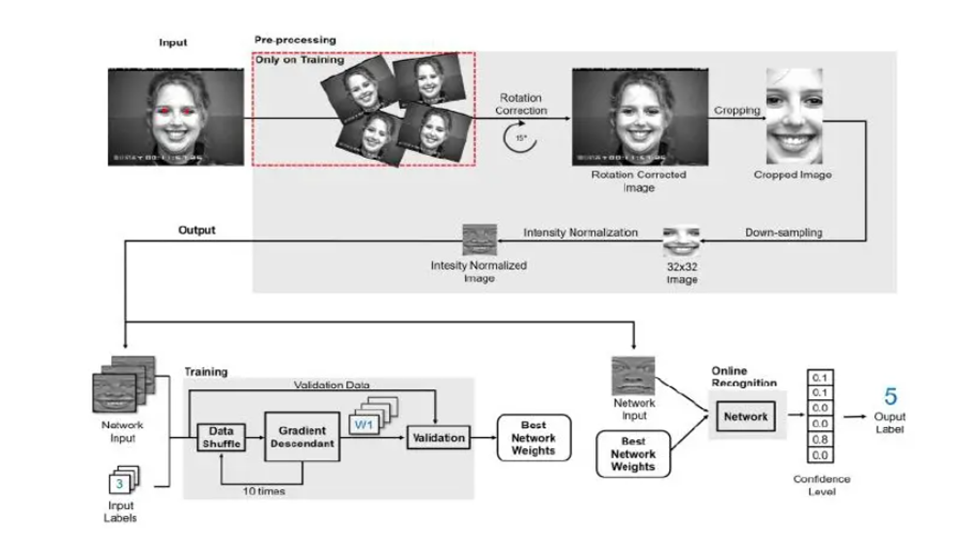 Input
Pre-processing
Only on Training
Rotation
Correction
15°
Cropping
Rotation Corrected
Image
Cropped Image
Output
Intensity Normalization
Down-sampling
Intesity Normalized
Image
32x32
Image
Training
Validation Data
Network
Input
Data
Shuffle
Gradient
Descendant
W1
Validation
Best
Network
Weights
10 times
3
Input
Labels
Network
Input
Best
Network
Weights
Online
Recognition
Network
0.1
0.1
0.0
0.0
0.8
0.0
Confidence
Level
5
Ouput
Label